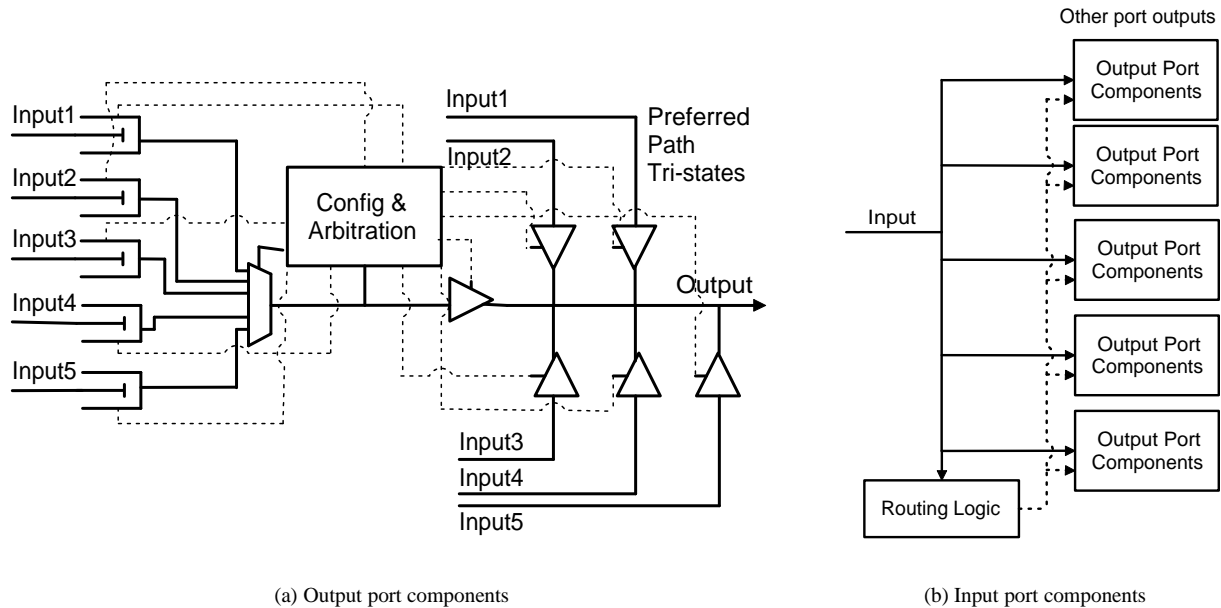 Input1
Input2
Input3
Input4
Input5
Config &
Arbitration
Input1
Input2
Preferred
Path
Tri-states
Output
Input3
Input4
Input5
(a) Output port components
Other port outputs
Output Port
Components
Output Port
Components
Output Port
Components
Output Port
Components
Output Port
Components
Input
Routing Logic
(b) Input port components